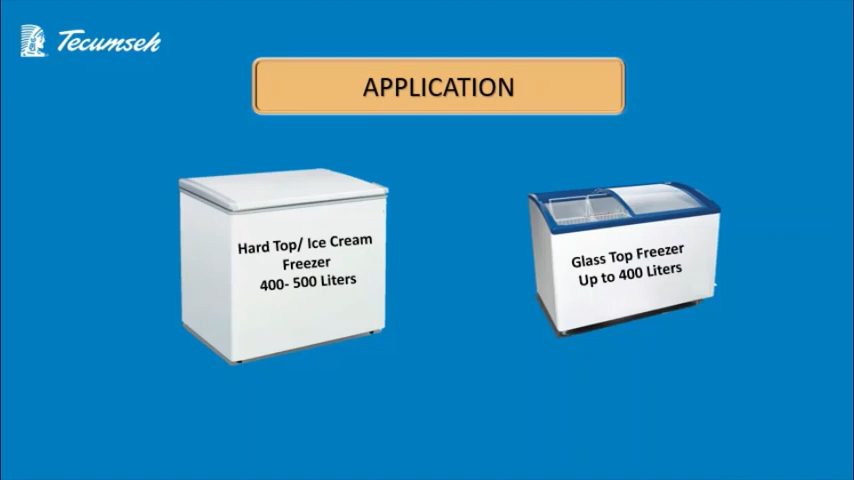 Tecumseh
APPLICATION
Hard Top/ Ice Cream
Freezer
400- 500 Liters
Glass Top Freezer
Up to 400 Liters